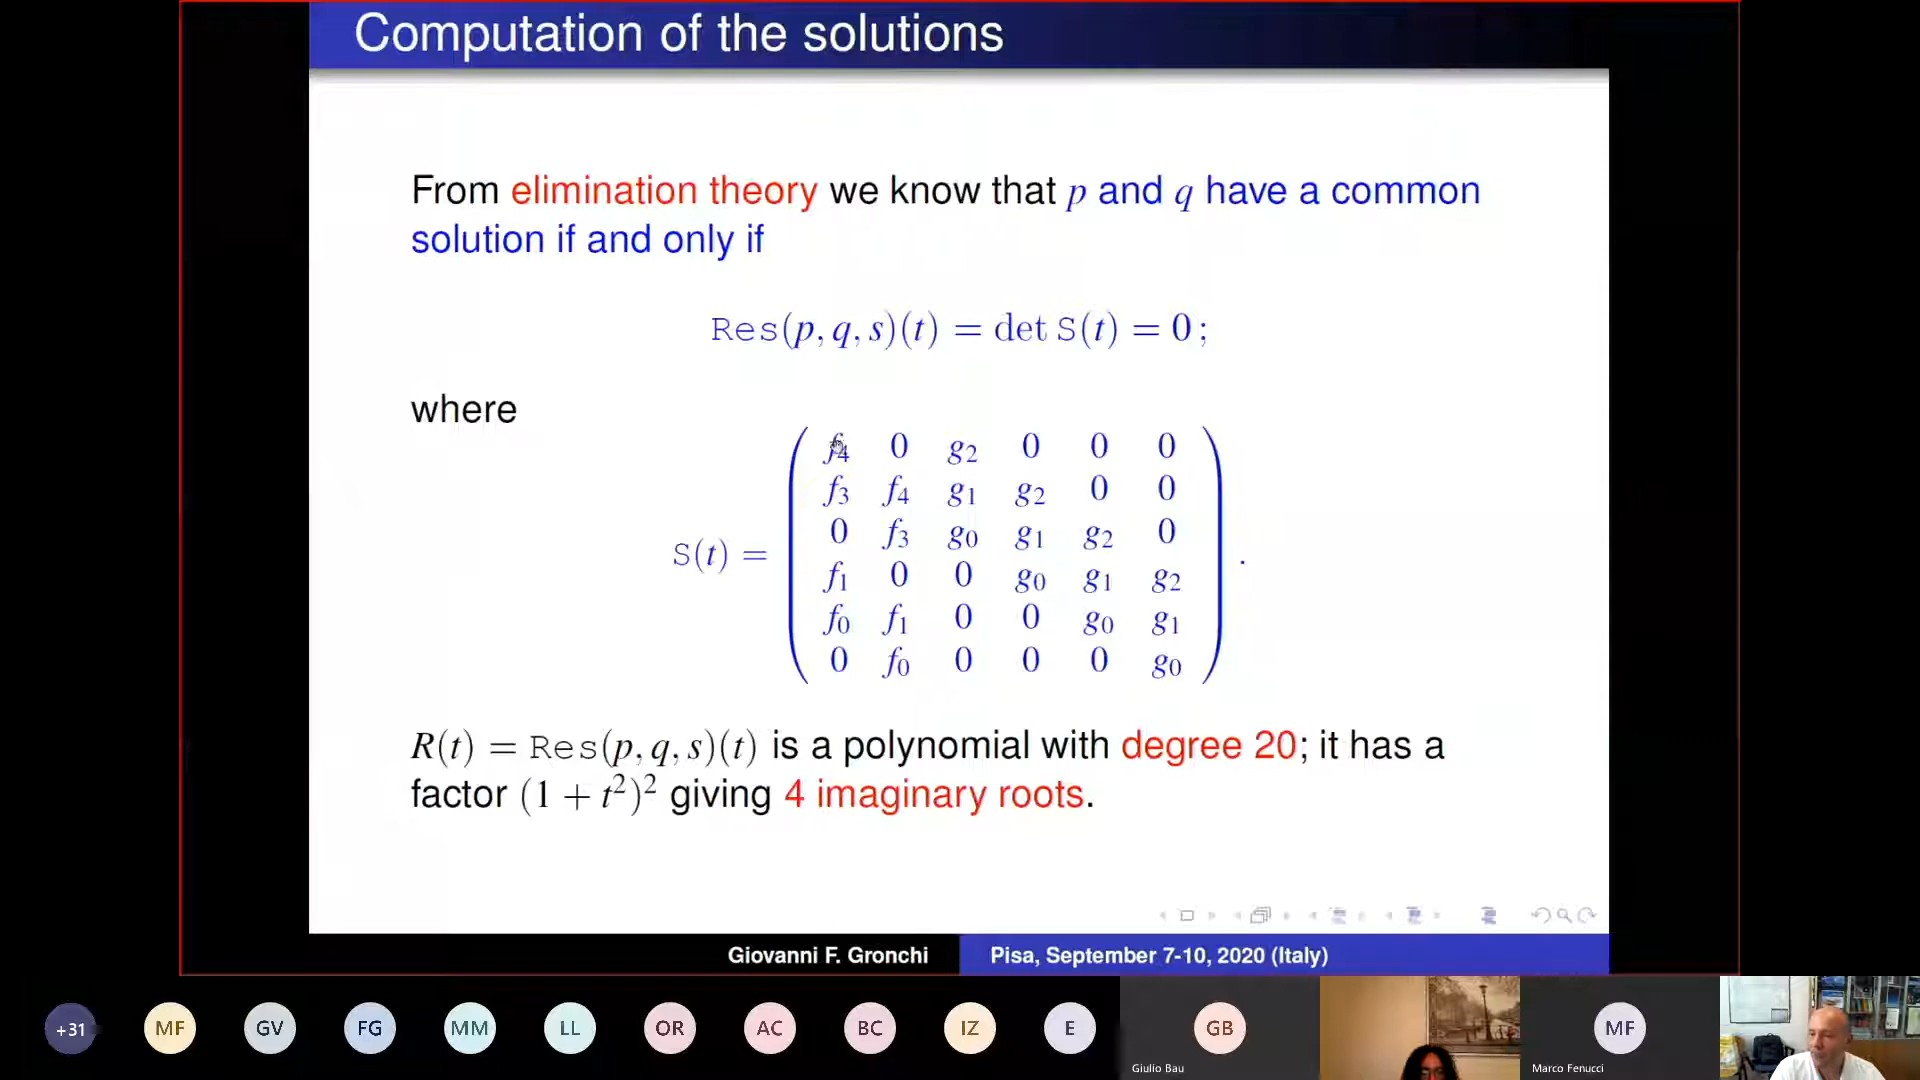 Computation of the solutions
From elimination theory we know that p and q have a common
solution if and only if
Res(p, q, s)(t) = det S(t) = 0 ;
where
f₄ 0 g₂ 0 0 0
f₃ f₄ g₁ g₂ 0 0
0 f₃ g₀ g₁ g₂ 0
S(t) = f₁ 0 0 g₀ g₁ g₂ .
f₀ f₁ 0 0 g₀ g₁
0 f₀ 0 0 0 g₀
R(t) = Res(p, q, s)(t) is a polynomial with degree 20; it has a
factor (1 + t²)² giving 4 imaginary roots.
Giovanni F. Gronchi Pisa, September 7-10, 2020 (Italy)
+31 MF GV FG MM LL OR AC BC IZ E GB MF
Giulio Bau Marco Fenucci